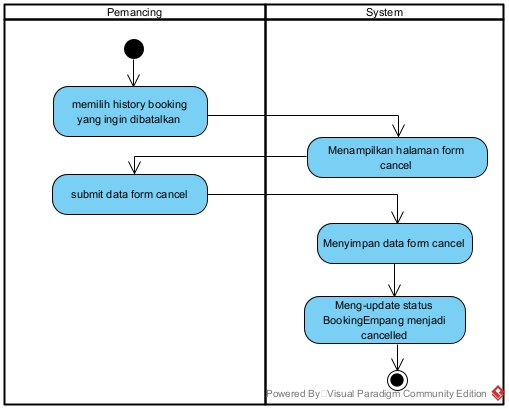 Pemancing
System
memilih history booking
yang ingin dibatalkan
Menampilkan halaman form
cancel
submit data form cancel
Menyimpan data form cancel
Meng-update status
BookingEmpang menjadi
cancelled
Powered By Visual Paradigm Community Edition